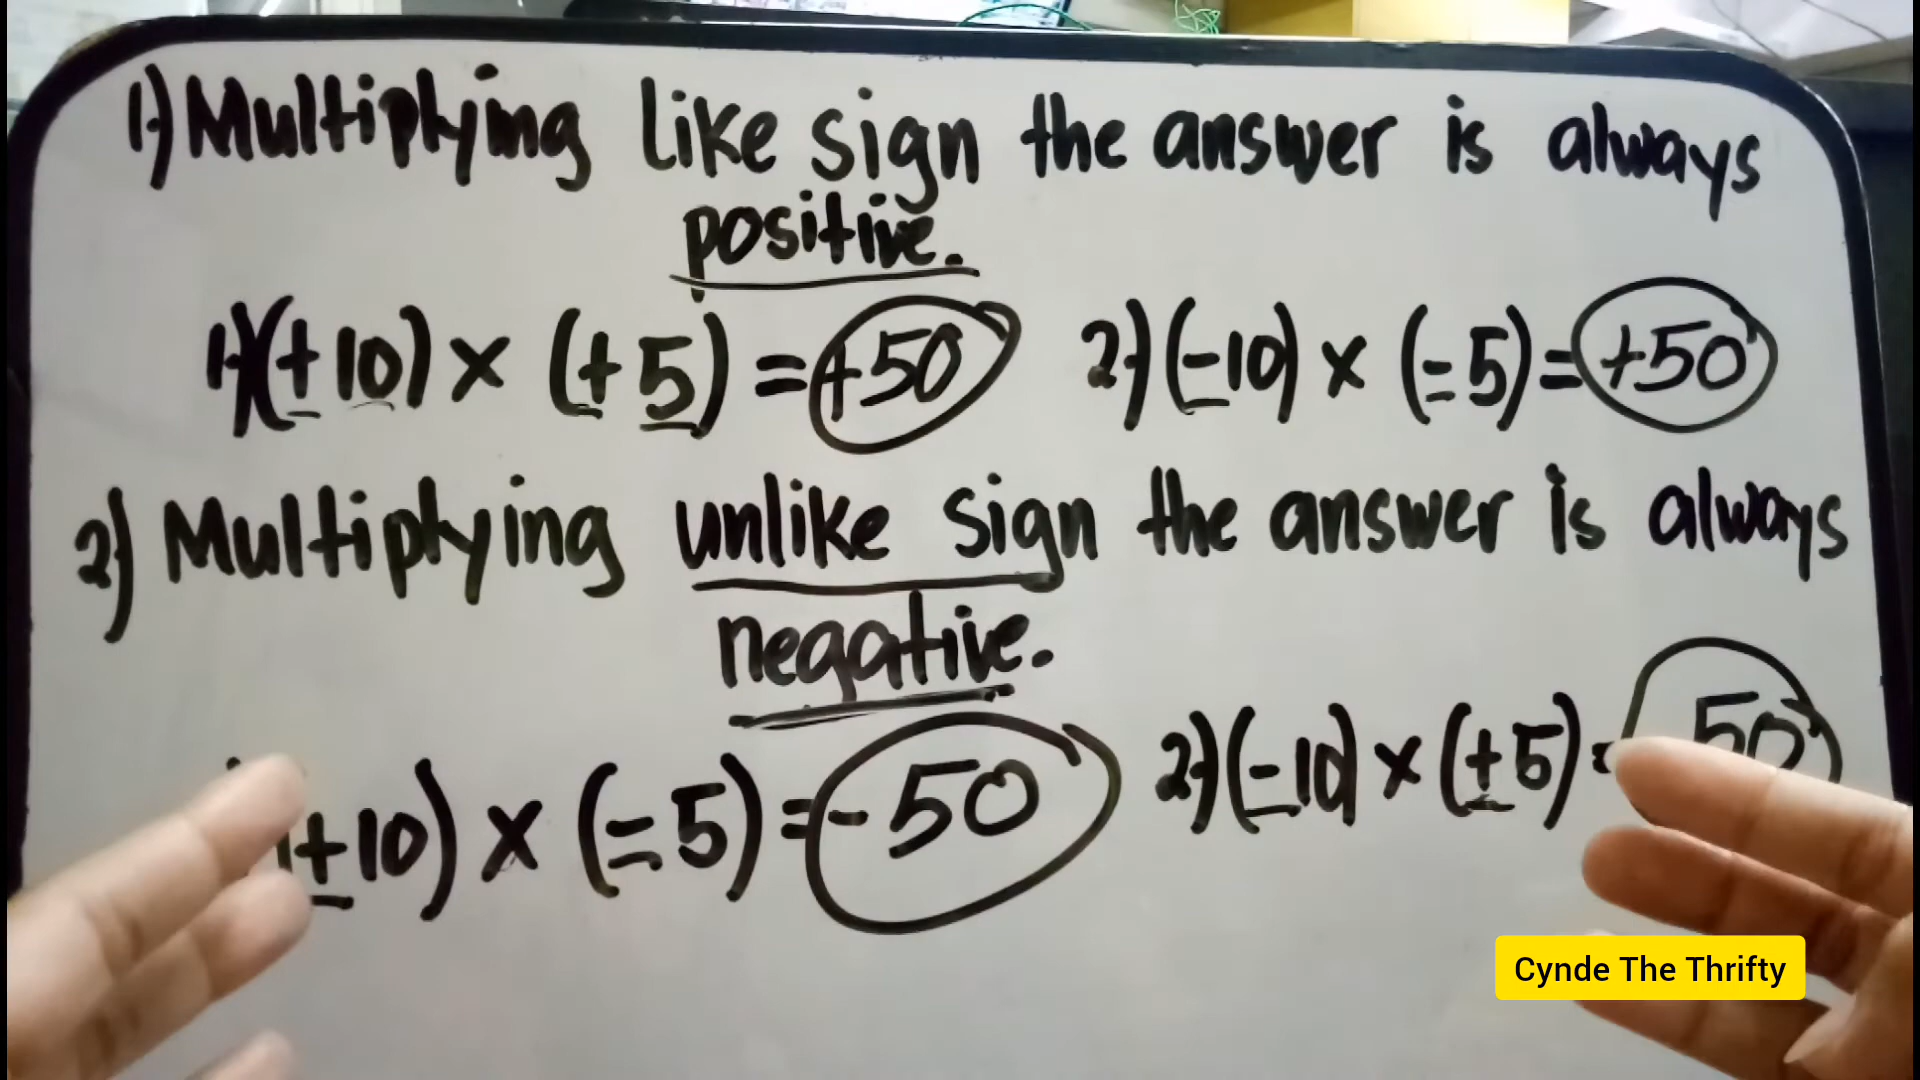 1.) Multiplying like sign the answer is always
positive.
1.) (+10) × (+5) = +50 2.) (-10) × (-5) = +50
2.) Multiplying unlike sign the answer is always
negative.
(+10) × (-5) = -50 2.) (-10) × (+5) = 50
Cynde The Thrifty